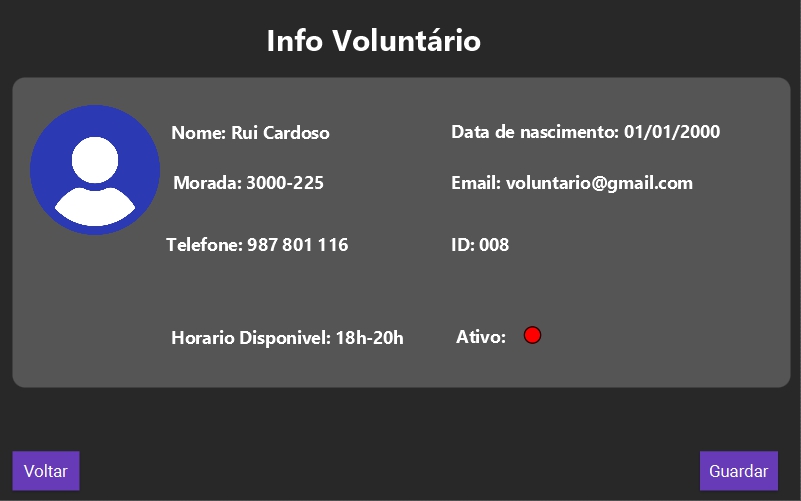 Info Voluntário
Nome: Rui Cardoso
Data de nascimento: 01/01/2000
Morada: 3000-225
Email: voluntario@gmail.com
Telefone: 987 801 116
ID: 008
Horario Disponivel: 18h-20h
Ativo:
Voltar
Guardar